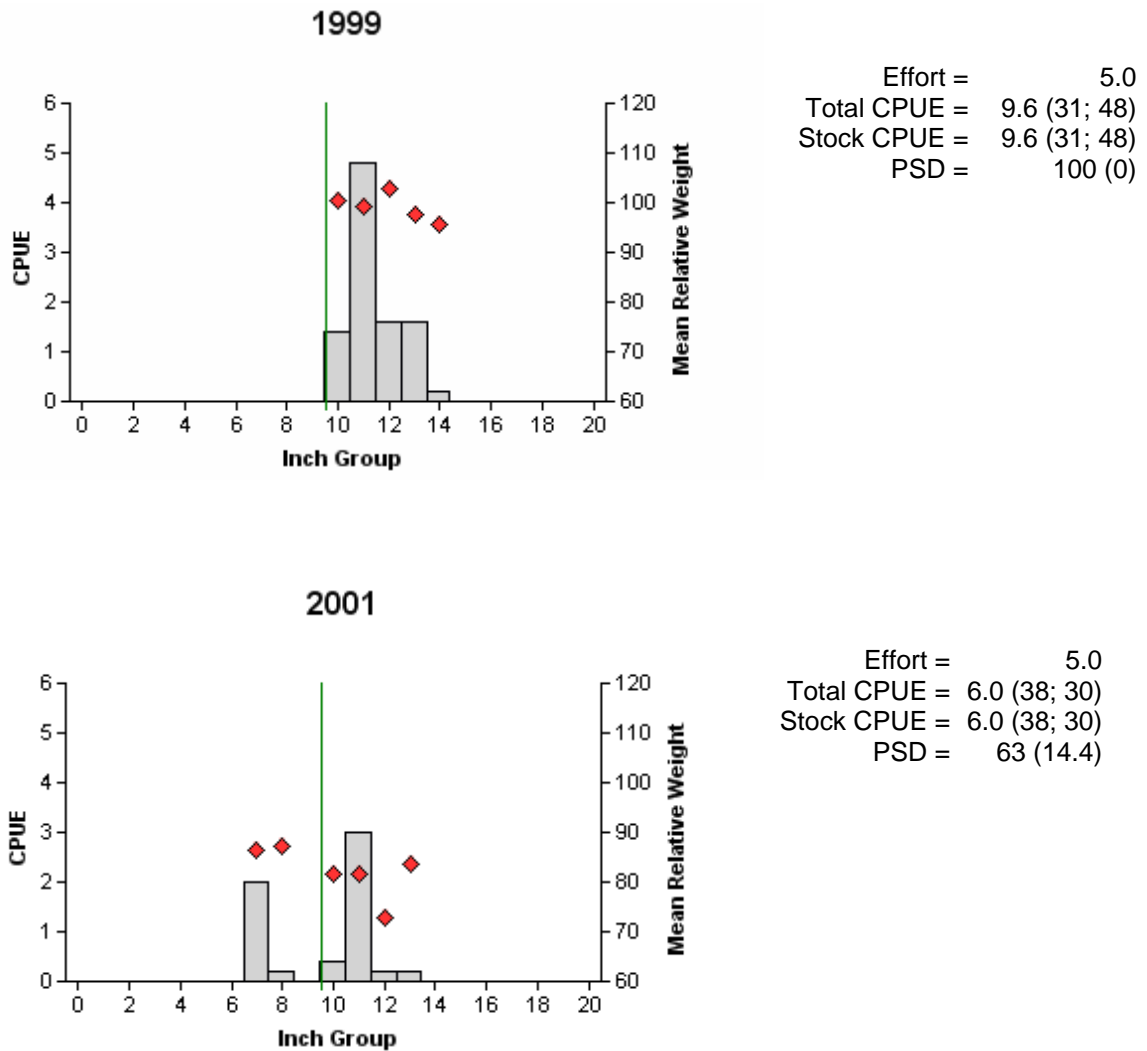 1999
Effort = 5.0
Total CPUE = 9.6 (31; 48)
Stock CPUE = 9.6 (31; 48)
PSD = 100 (0)
6
5
4
3
2
1
0
CPUE
120
110
100
90
80
70
60
Mean Relative Weight
0 2 4 6 8 10 12 14 16 18 20
Inch Group
2001
Effort = 5.0
Total CPUE = 6.0 (38; 30)
Stock CPUE = 6.0 (38; 30)
PSD = 63 (14.4)
6
5
4
3
2
1
0
CPUE
120
110
100
90
80
70
60
Mean Relative Weight
0 2 4 6 8 10 12 14 16 18 20
Inch Group